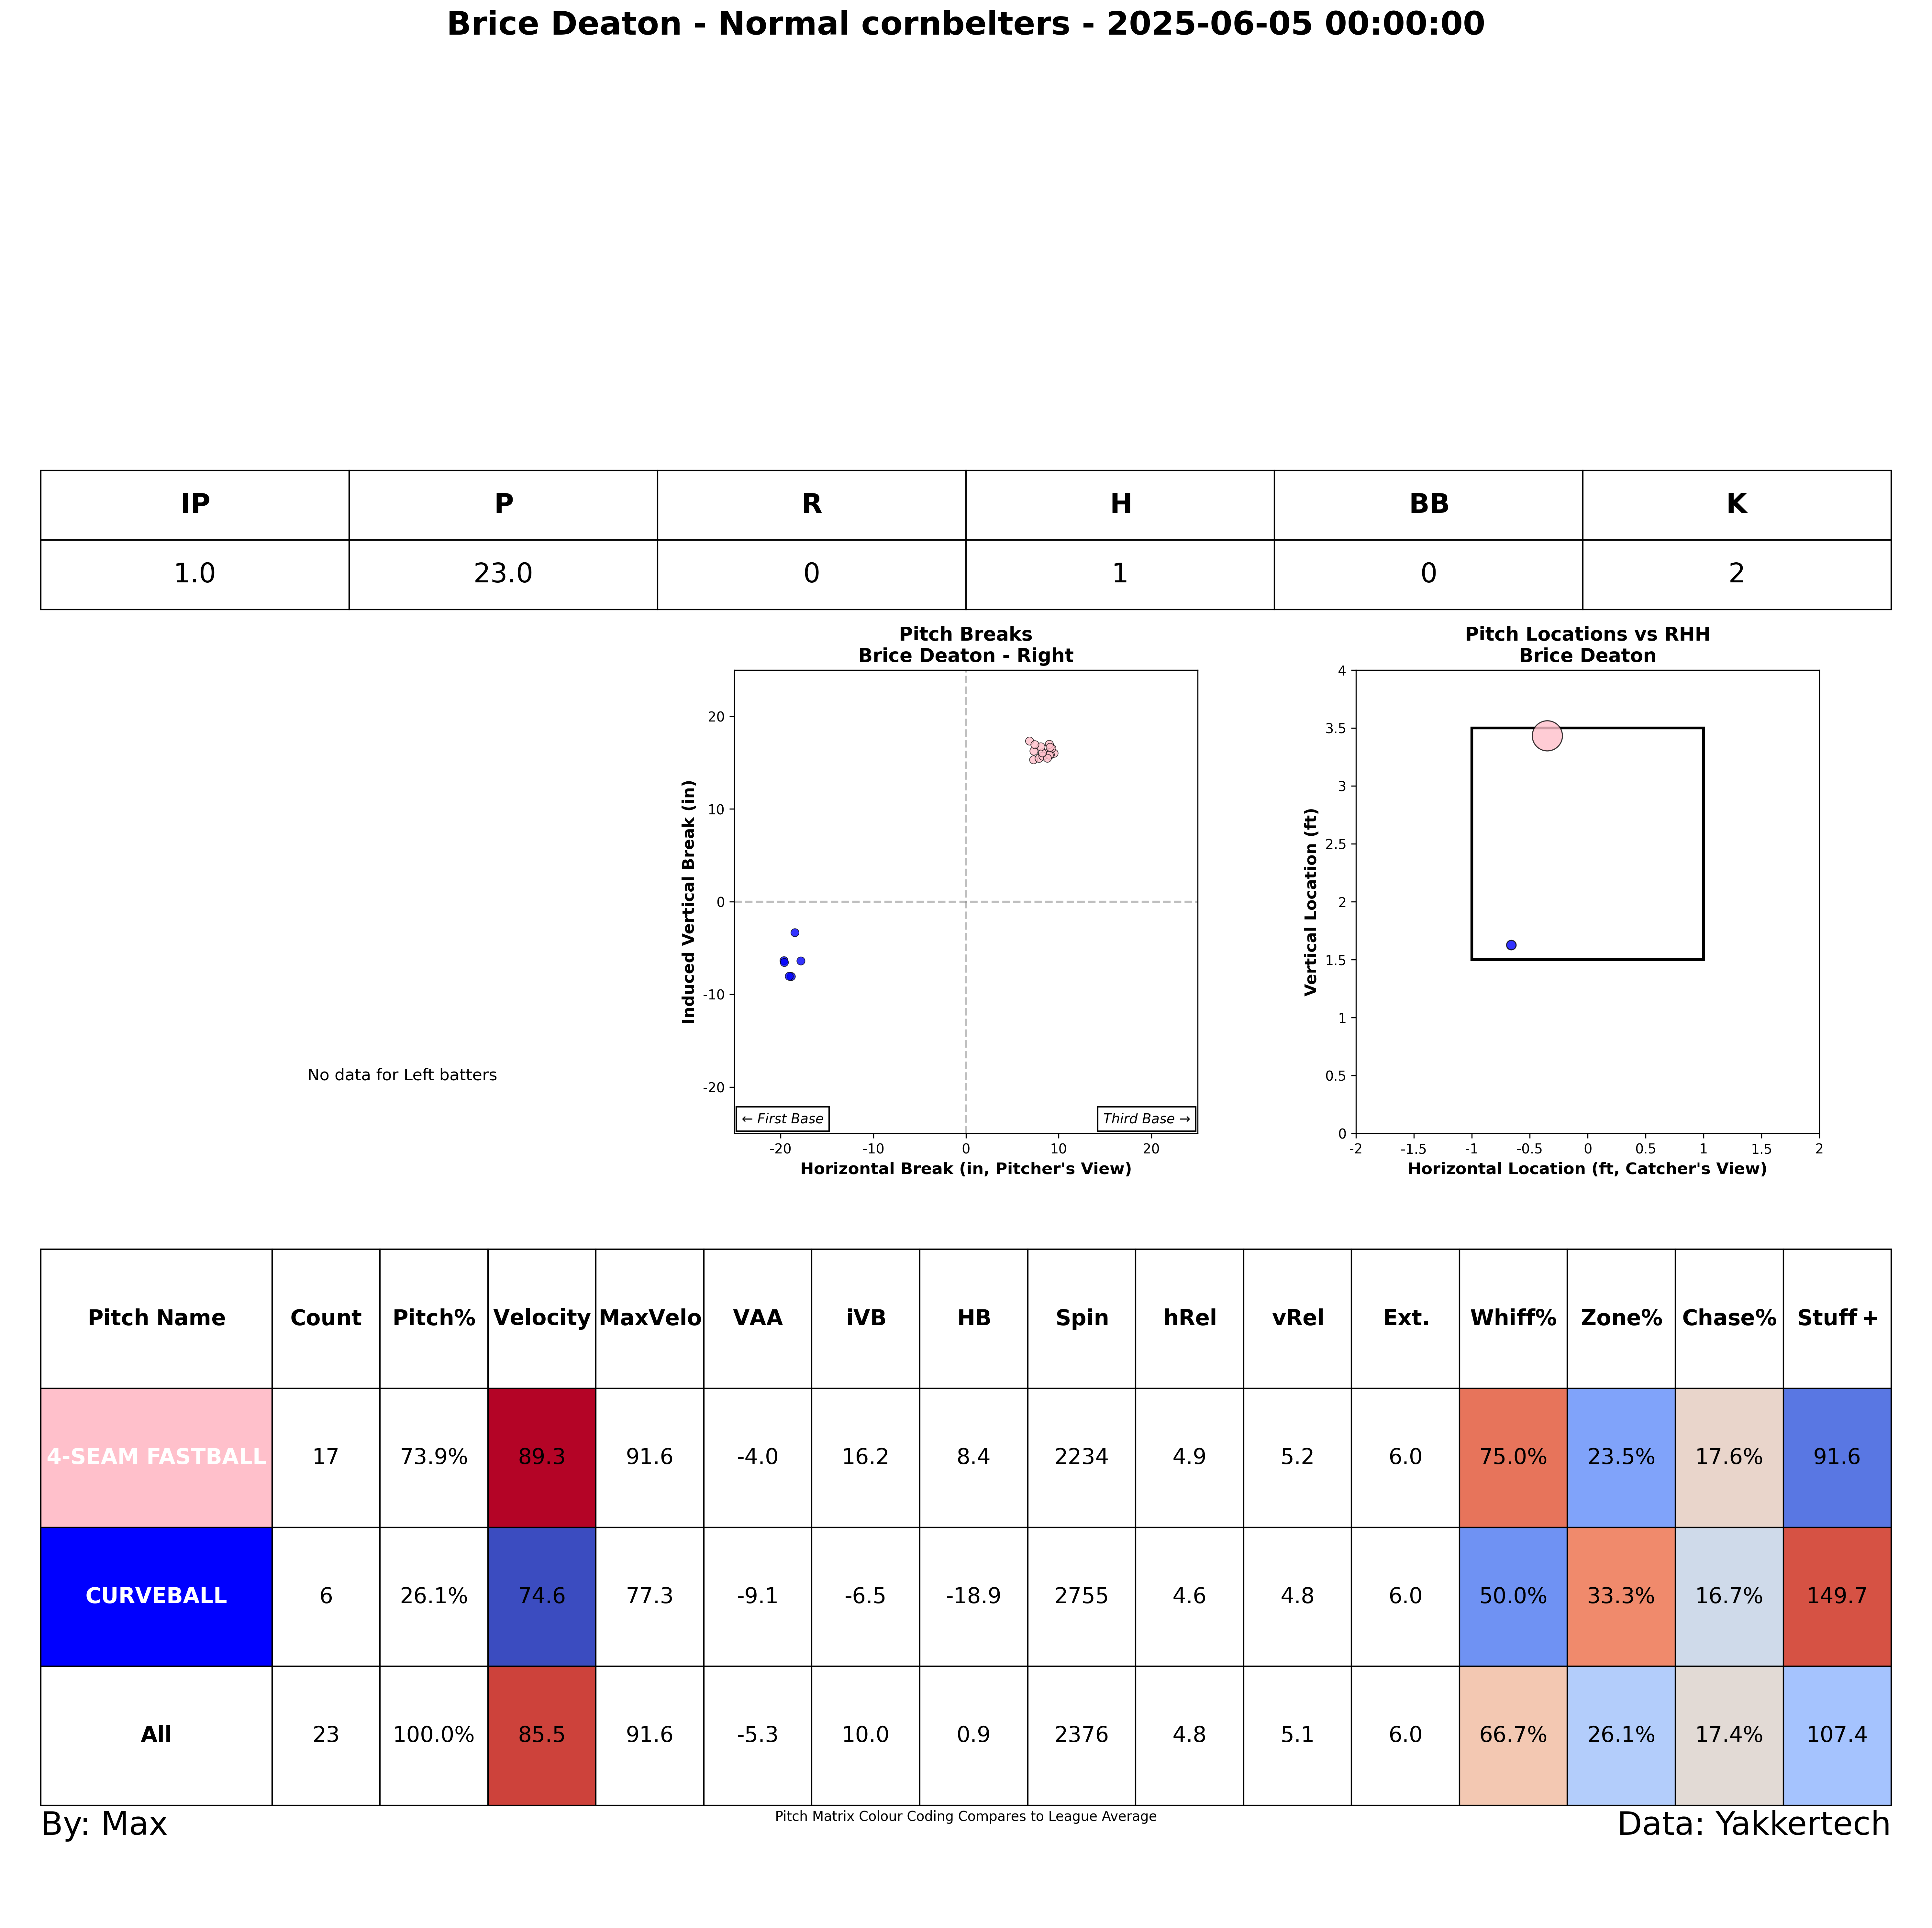 Brice Deaton - Normal cornbelters - 2025-06-05 00:00:00
IP P R H BB K
1.0 23.0 0 1 0 2
No data for Left batters
Pitch Breaks
Brice Deaton - Right
Induced Vertical Break (in)
20
10
0
-10
-20
← First Base
Third Base →
-20 -10 0 10 20
Horizontal Break (in, Pitcher's View)
Pitch Locations vs RHH
Brice Deaton
Vertical Location (ft)
4
3.5
3
2.5
2
1.5
1
0.5
0
-2 -1.5 -1 -0.5 0 0.5 1 1.5 2
Horizontal Location (ft, Catcher's View)
Pitch Name Count Pitch% Velocity MaxVelo VAA iVB HB Spin hRel vRel Ext. Whiff% Zone% Chase% Stuff+
4-SEAM FASTBALL 17 73.9% 89.3 91.6 -4.0 16.2 8.4 2234 4.9 5.2 6.0 75.0% 23.5% 17.6% 91.6
CURVEBALL 6 26.1% 74.6 77.3 -9.1 -6.5 -18.9 2755 4.6 4.8 6.0 50.0% 33.3% 16.7% 149.7
All 23 100.0% 85.5 91.6 -5.3 10.0 0.9 2376 4.8 5.1 6.0 66.7% 26.1% 17.4% 107.4
By: Max
Pitch Matrix Colour Coding Compares to League Average
Data: Yakkertech